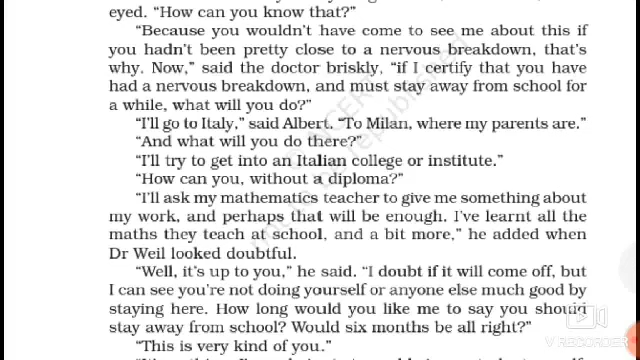 eyed. "How can you know that?"
"Because you wouldn't have come to see me about this if
you hadn't been pretty close to a nervous breakdown, that's
why. Now," said the doctor briskly, "if I certify that you have
had a nervous breakdown, and must stay away from school for
a while, what will you do?"
"I'll go to Italy," said Albert. "To Milan, where my parents are."
"And what will you do there?"
"I'll try to get into an Italian college or institute."
"How can you, without a diploma?"
"I'll ask my mathematics teacher to give me something about
my work, and perhaps that will be enough. I've learnt all the
maths they teach at school, and a bit more," he added when
Dr Weil looked doubtful.
"Well, it's up to you," he said. "I doubt if it will come off, but
I can see you're not doing yourself or anyone else much good by
staying here. How long would you like me to say you should
stay away from school? Would six months be all right?"
"This is very kind of you."
not to be republished
V RECORDER